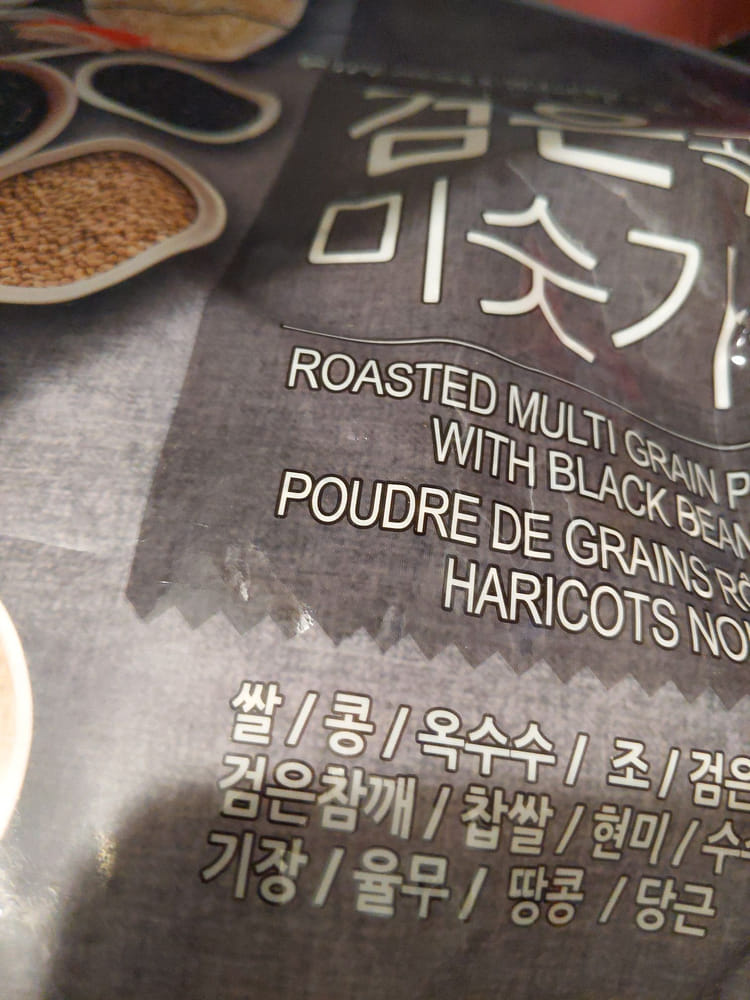 검은
미숫가
ROASTED MULTI GRAIN P
WITH BLACK BEAN
POUDRE DE GRAINS RÔ
HARICOTS NO
쌀 / 콩 / 옥수수 / 조 / 검은
검은참깨 / 찹쌀 / 현미 / 수
기장 / 율무 / 땅콩 / 당근